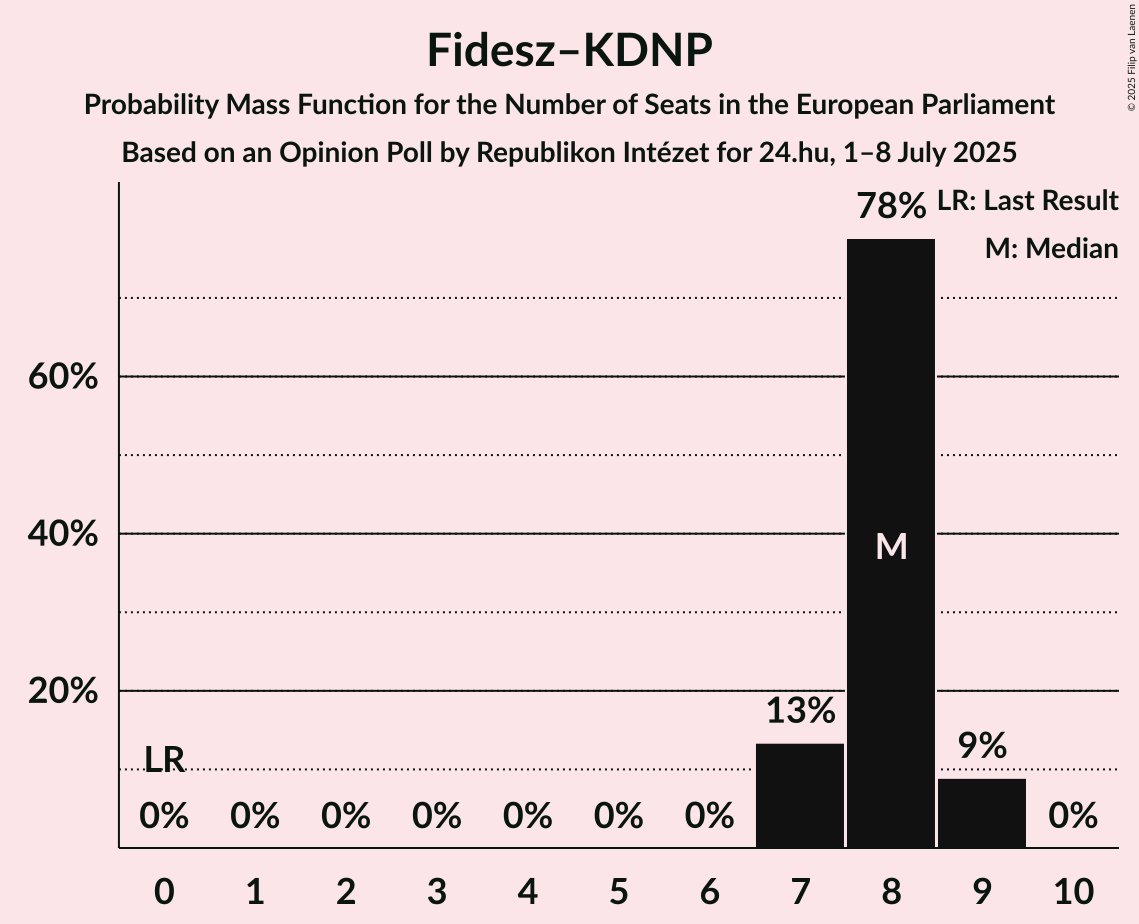 Fidesz–KDNP
Probability Mass Function for the Number of Seats in the European Parliament
Based on an Opinion Poll by Republikon Intézet for 24.hu, 1–8 July 2025
© 2025 Filip van Laenen
LR: Last Result
M: Median
78%
60%
40%
20%
M
13%
9%
LR
0% 0% 0% 0% 0% 0% 0% 0%
0 1 2 3 4 5 6 7 8 9 10